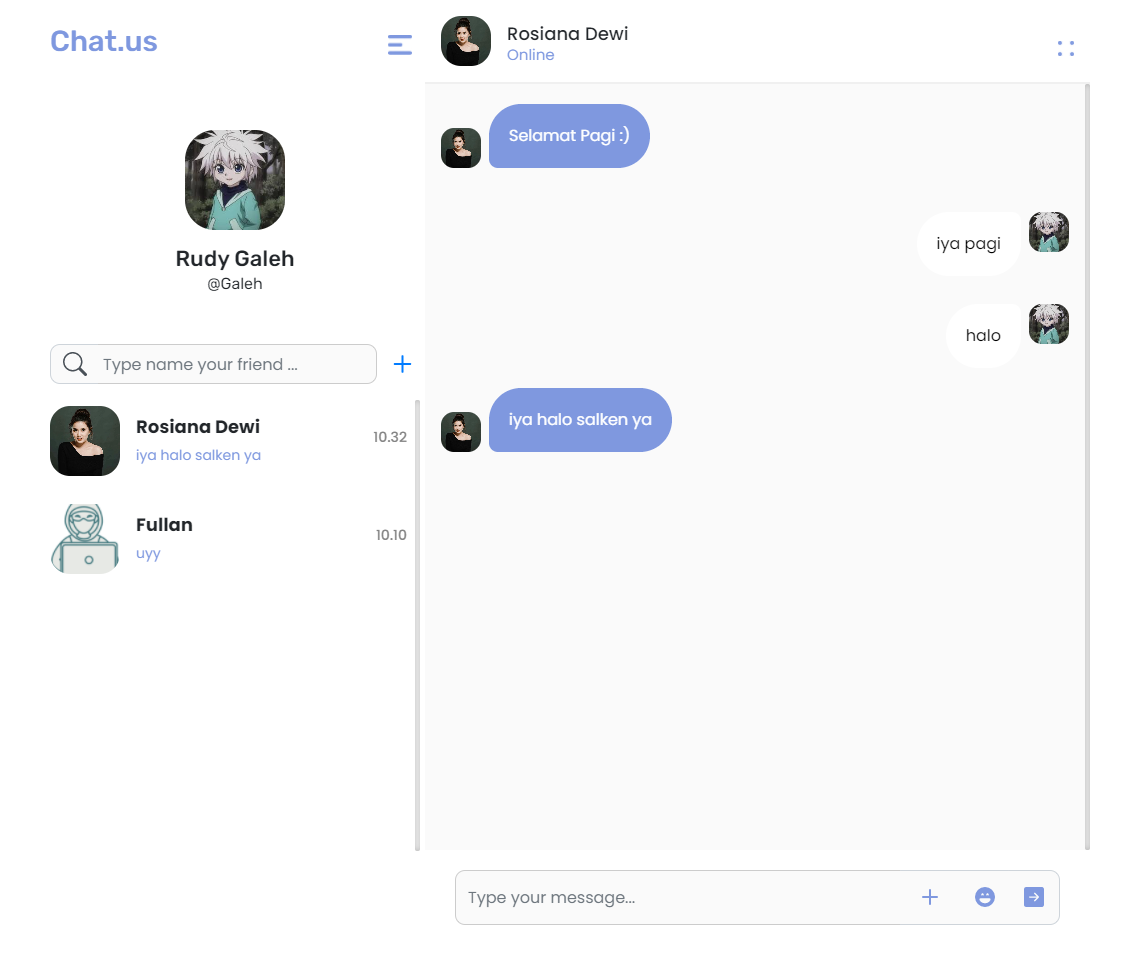 Chat.us
Rudy Galeh
@Galeh
Type name your friend ...
Rosiana Dewi
iya halo salken ya
10.32
Fullan
uyy
10.10
Rosiana Dewi
Online
Selamat Pagi :)
iya pagi
halo
iya halo salken ya
Type your message...